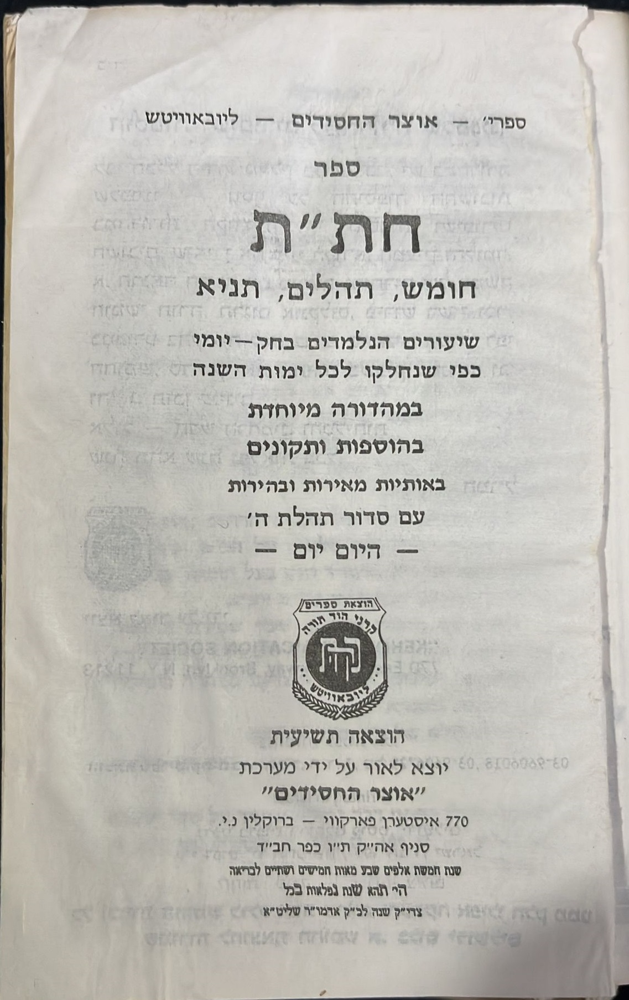 ספרי׳ — אוצר החסידים — ליובאוויטש
ספר
חת״ת
חומש, תהלים, תניא
שיעורים הנלמדים בחק—יומי
כפי שנחלקו לכל ימות השנה
במהדורה מיוחדת
בהוספות ותקונים
באותיות מאירות ובהירות
עם סדור תהלת ה׳
— היום יום —
הוצאת ספרים
קרני הוד תורה
קהת
ליובאוויטש
הוצאה תשיעית
יוצא לאור על ידי מערכת
״אוצר החסידים״
770 איסטערן פארקווי — ברוקלין נ.י.
סניף אה״ק ת״ו כפר חב״ד
שנת חמשת אלפים שבע מאות חמישים ושתיים לבריאה
הי׳ תהא שנת נפלאות בכל
צדי״ק שנה לכ״ק אדמו״ר שליט״א